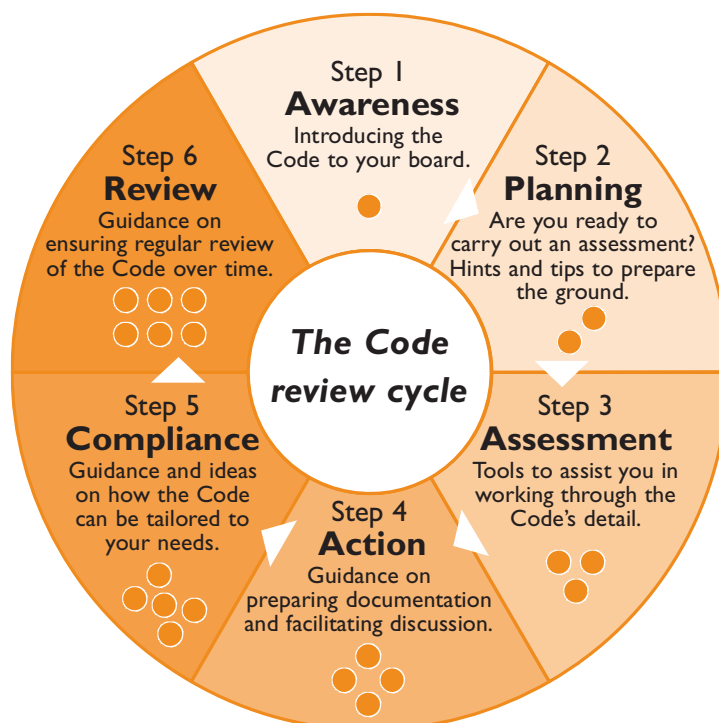 Step 1
Awareness
Introducing the
Code to your board.
Step 2
Planning
Are you ready to
carry out an assessment?
Hints and tips to prepare
the ground.
Step 3
Assessment
Tools to assist you in
working through the
Code's detail.
Step 4
Action
Guidance on
preparing documentation
and facilitating discussion.
Step 5
Compliance
Guidance and ideas
on how the Code
can be tailored to
your needs.
Step 6
Review
Guidance on
ensuring regular review
of the Code over time.
The Code
review cycle